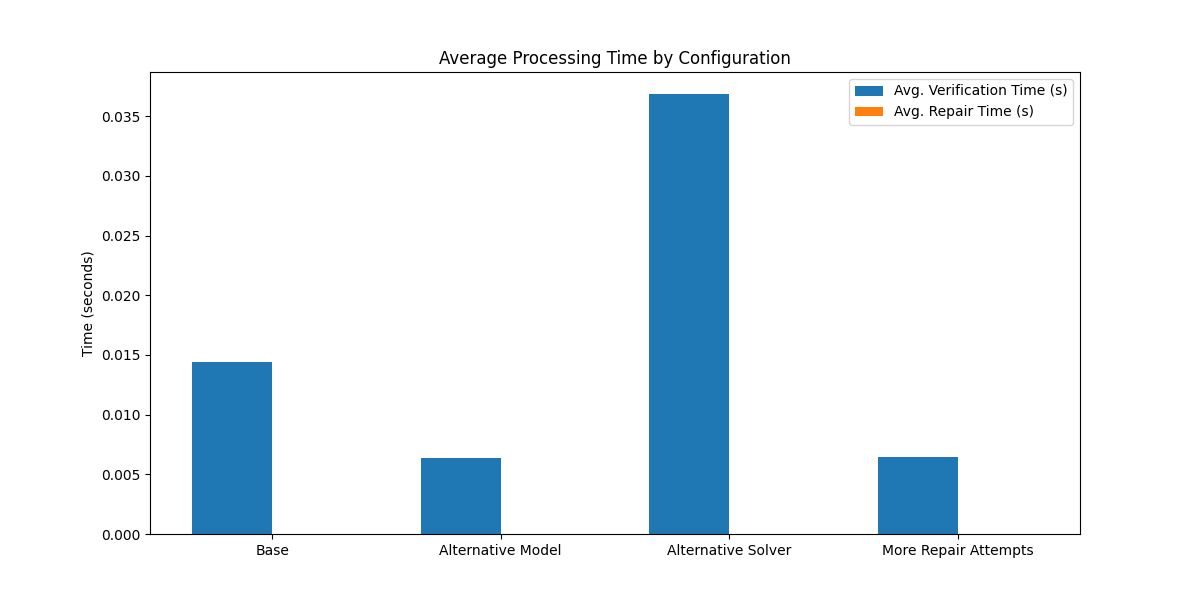 Average Processing Time by Configuration
Avg. Verification Time (s)
Avg. Repair Time (s)
Time (seconds)
0.035
0.030
0.025
0.020
0.015
0.010
0.005
0.000
Base
Alternative Model
Alternative Solver
More Repair Attempts